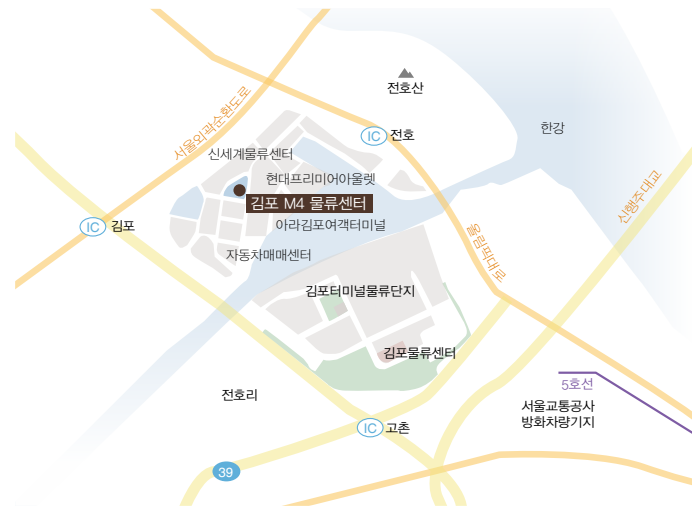 전호산
서울외곽순환도로
IC 전호
한강
신세계물류센터
현대프리미어아울렛
김포 M4 물류센터
신행주대교
IC 김포
아라김포여객터미널
올림픽대로
자동차매매센터
김포터미널물류단지
김포물류센터
5호선
전호리
서울교통공사
방화차량기지
IC 고촌
39